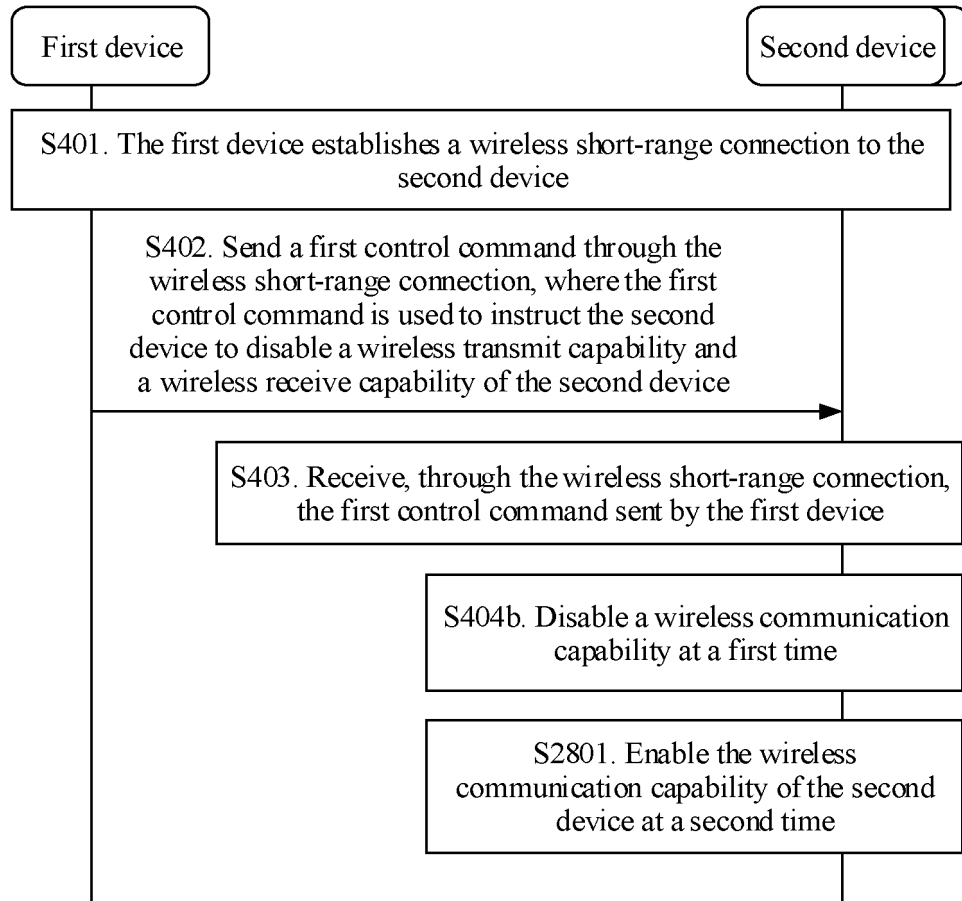 First device
Second device
S401. The first device establishes a wireless short-range connection to the
second device
S402. Send a first control command through the
wireless short-range connection, where the first
control command is used to instruct the second
device to disable a wireless transmit capability and
a wireless receive capability of the second device
S403. Receive, through the wireless short-range connection,
the first control command sent by the first device
S404b. Disable a wireless communication
capability at a first time
S2801. Enable the wireless
communication capability of the second
device at a second time